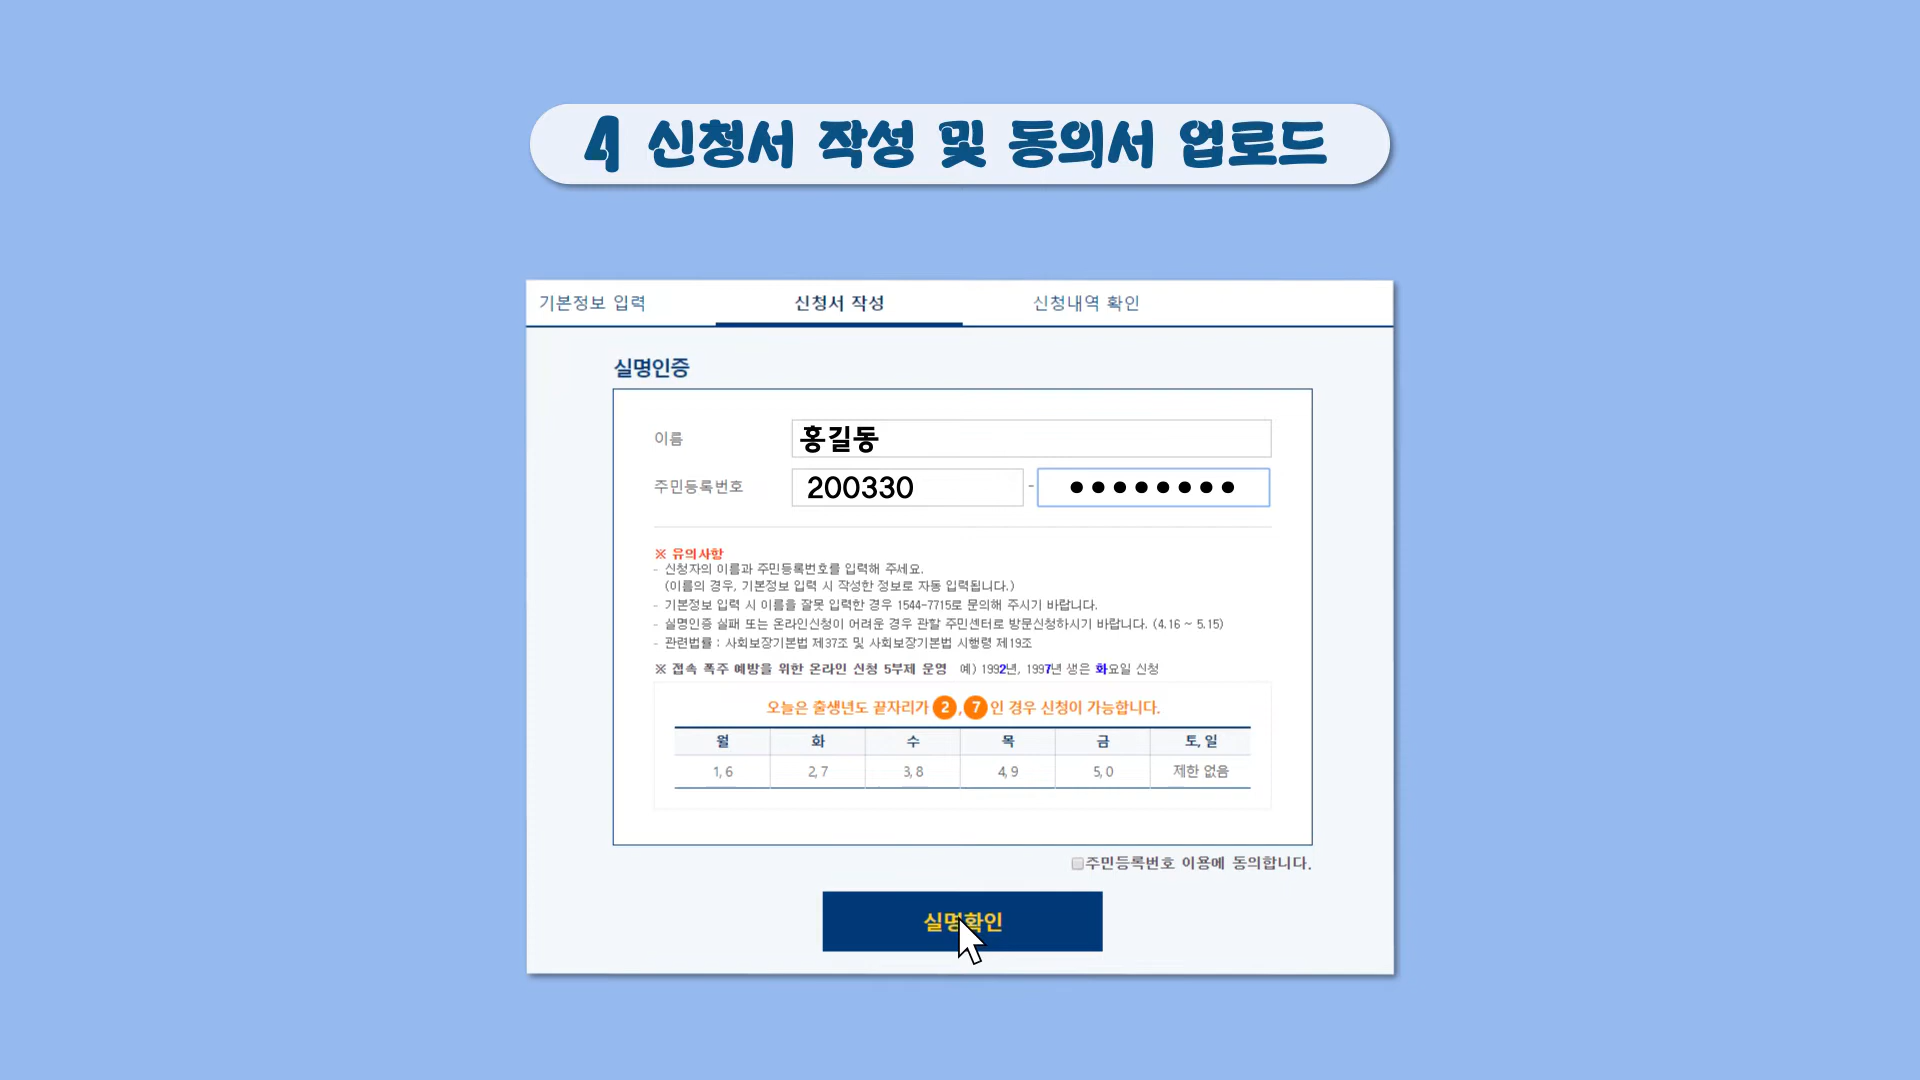 4 신청서 작성 및 동의서 업로드
기본정보 입력 신청서 작성 신청내역 확인
실명인증
이름 홍길동
주민등록번호 200330 - ●●●●●●●●
※ 유의사항
- 신청자의 이름과 주민등록번호를 입력해 주세요.
(이름의 경우, 기본정보 입력 시 작성한 정보로 자동 입력됩니다.)
- 기본정보 입력 시 이름을 잘못 입력한 경우 1544-7715로 문의해 주시기 바랍니다.
- 실명인증 실패 또는 온라인신청이 어려운 경우 관할 주민센터로 방문신청하시기 바랍니다. (4.16 ~ 5.15)
- 관련법률 : 사회보장기본법 제37조 및 사회보장기본법 시행령 제19조
※ 접속 폭주 예방을 위한 온라인 신청 5부제 운영 예) 1992년, 1997년 생은 화요일 신청
오늘은 출생년도 끝자리가 2, 7인 경우 신청이 가능합니다.
월 화 수 목 금 토, 일
1, 6 2, 7 3, 8 4, 9 5, 0 제한 없음
주민등록번호 이용에 동의합니다.
실명확인